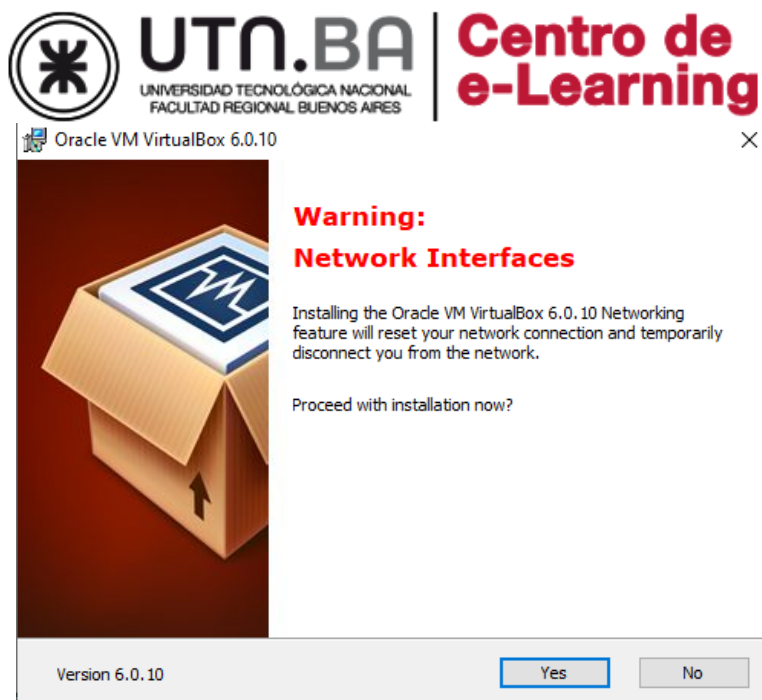 UTN.BA
UNIVERSIDAD TECNOLÓGICA NACIONAL
FACULTAD REGIONAL BUENOS AIRES
Centro de
e-Learning
Oracle VM VirtualBox 6.0.10
Warning:
Network Interfaces
Installing the Oracle VM VirtualBox 6.0.10 Networking
feature will reset your network connection and temporarily
disconnect you from the network.
Proceed with installation now?
Version 6.0.10
Yes
No